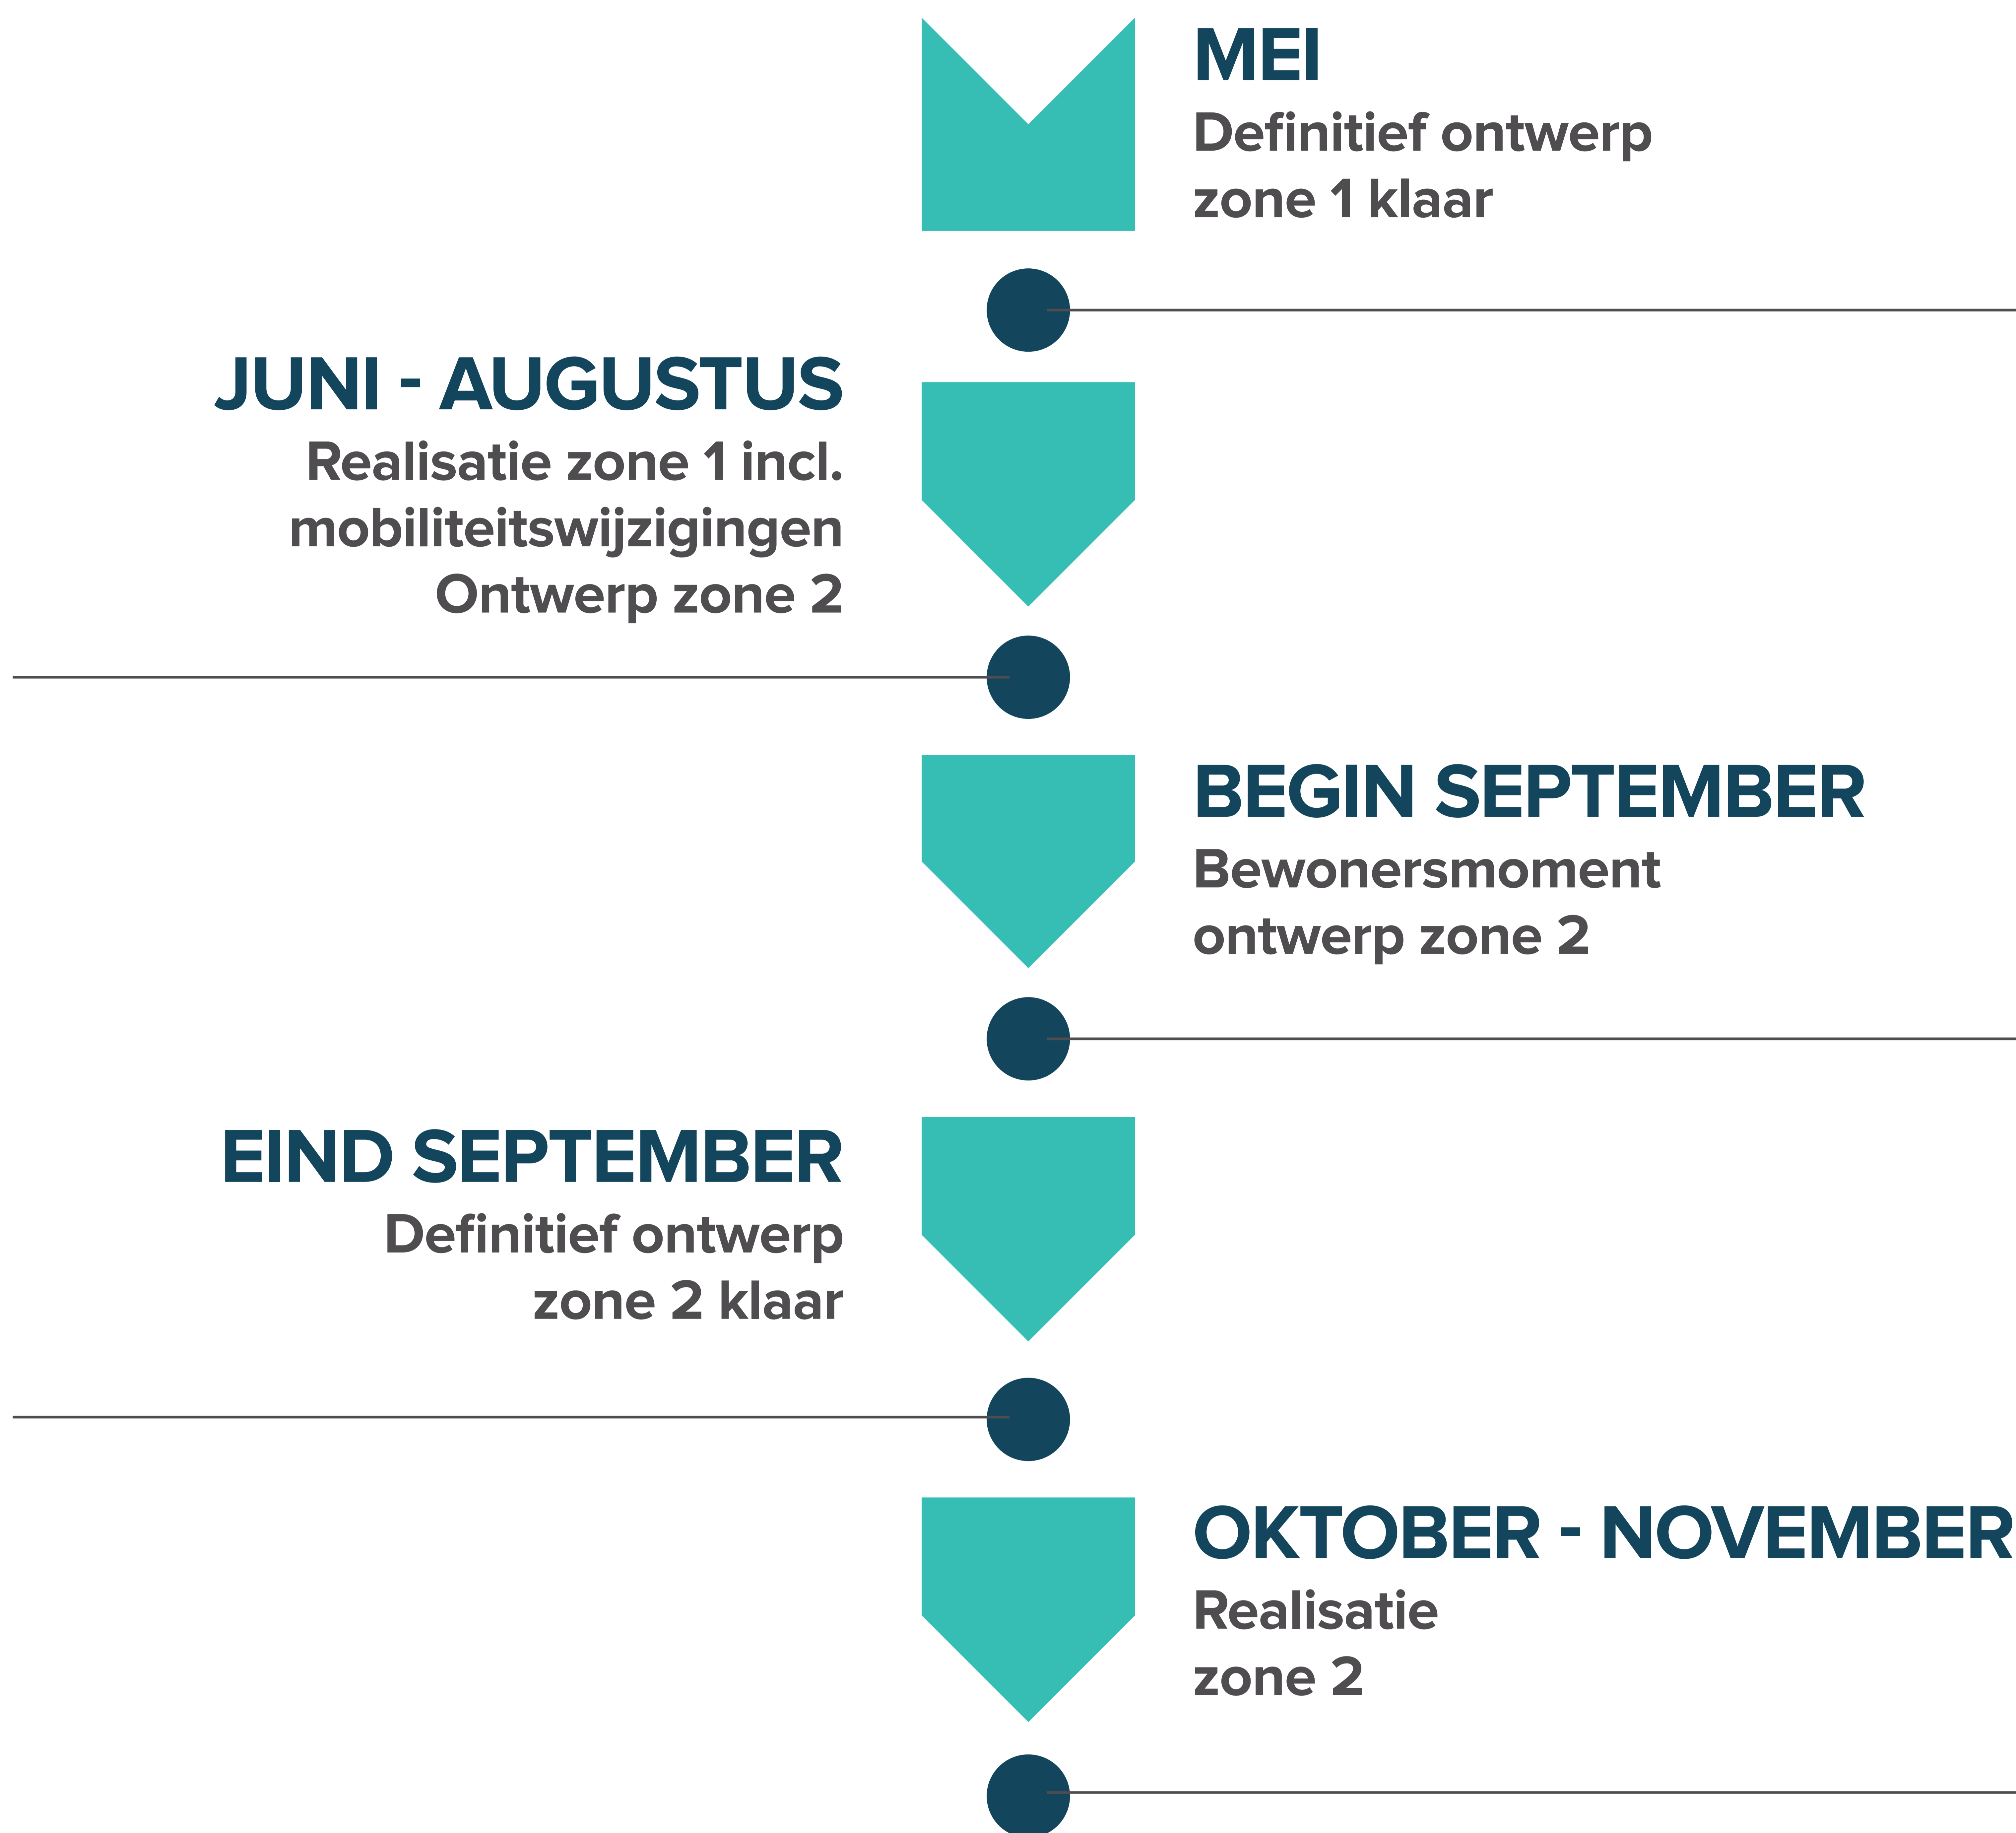 MEI
Definitief ontwerp
zone 1 klaar
JUNI - AUGUSTUS
Realisatie zone 1 incl.
mobiliteitswijzigingen
Ontwerp zone 2
BEGIN SEPTEMBER
Bewonersmoment
ontwerp zone 2
EIND SEPTEMBER
Definitief ontwerp
zone 2 klaar
OKTOBER - NOVEMBER
Realisatie
zone 2